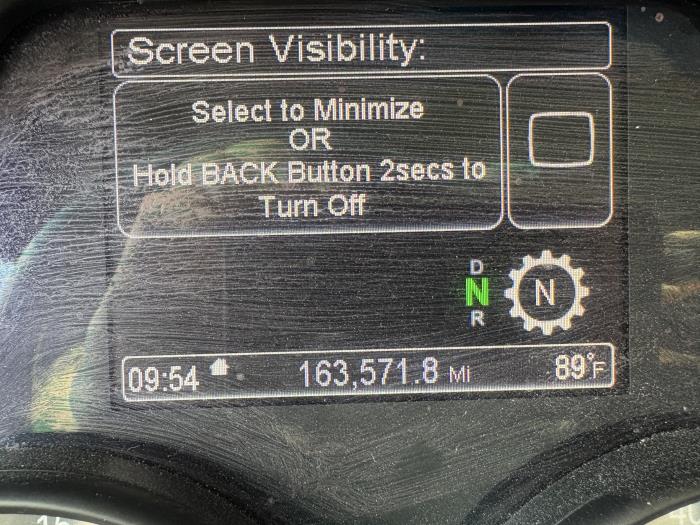 Screen Visibility:
Select to Minimize
OR
Hold BACK Button 2secs to
Turn Off
D
N
R
N
09:54 163,571.8 Mi 89°F